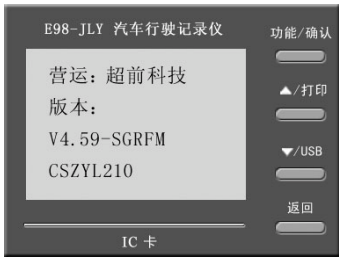 E98-JLY 汽车行驶记录仪
功能/确认
营运：超前科技
▲/打印
版本：
V4.59-SGRFM
▼/USB
CSZYL210
返回
IC 卡